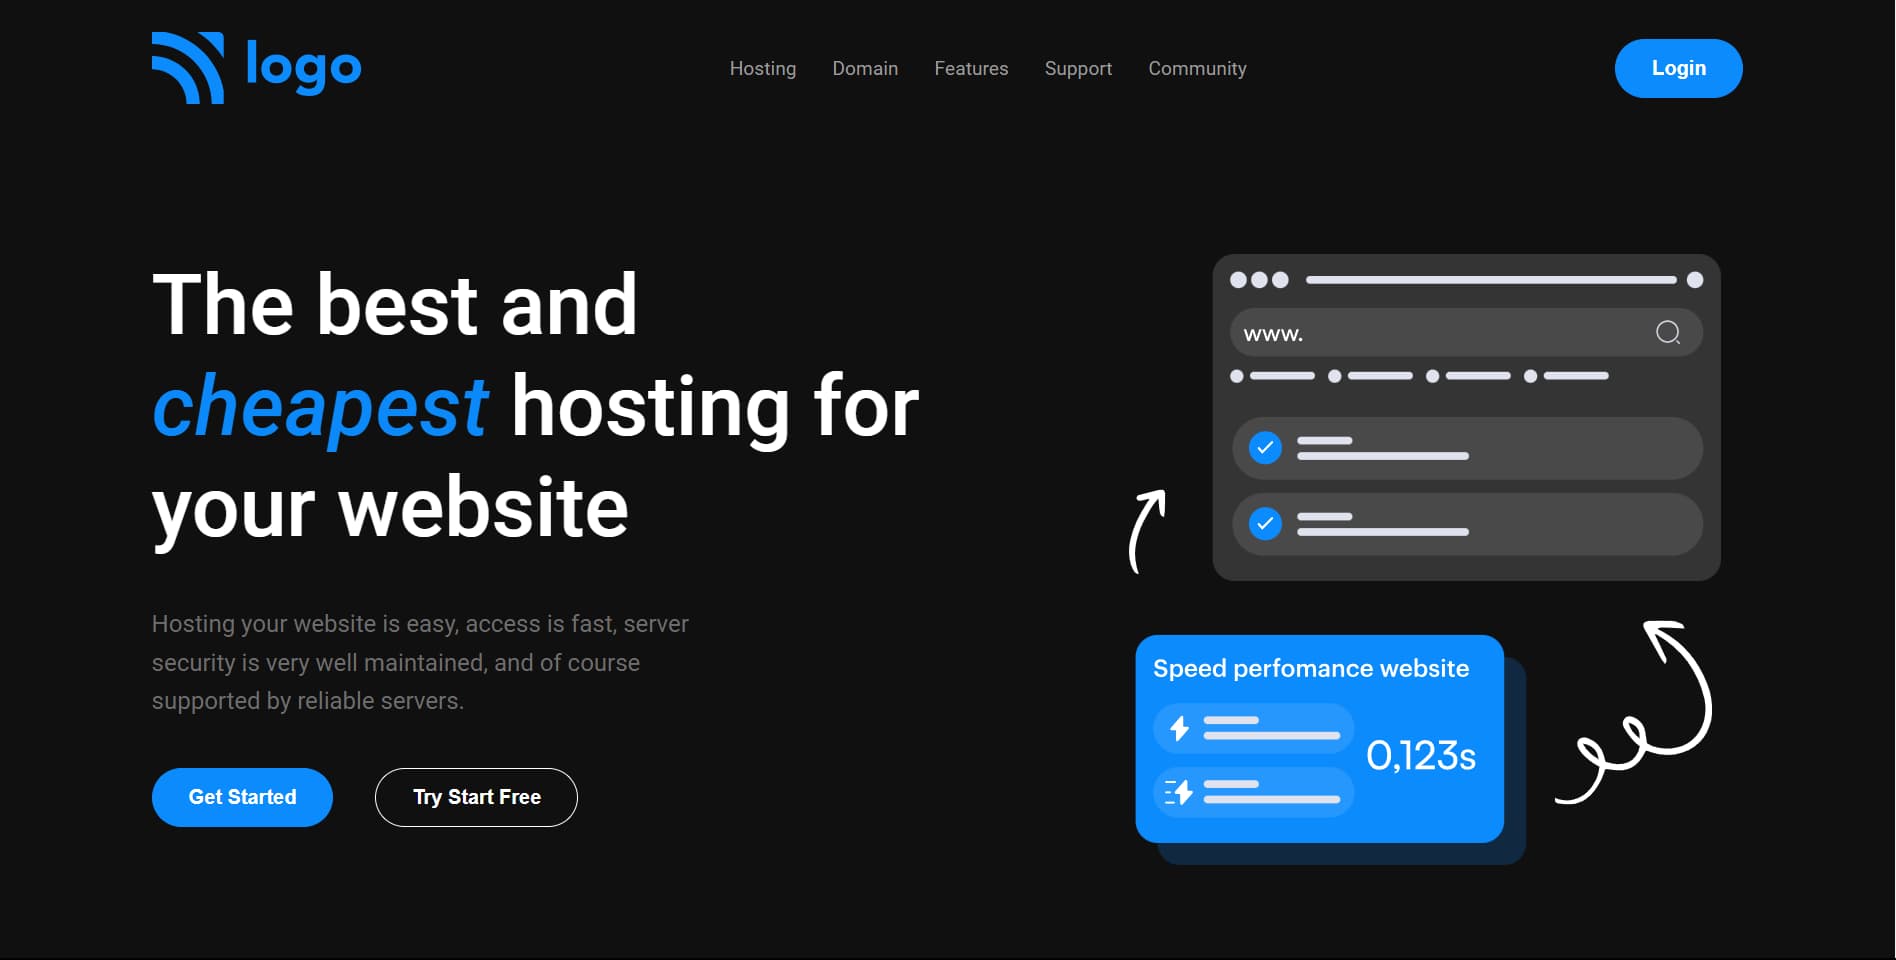 logo
Hosting Domain Features Support Community
Login
The best and
cheapest hosting for
your website
Hosting your website is easy, access is fast, server
security is very well maintained, and of course
supported by reliable servers.
Get Started
Try Start Free
www.
Speed perfomance website
0,123s